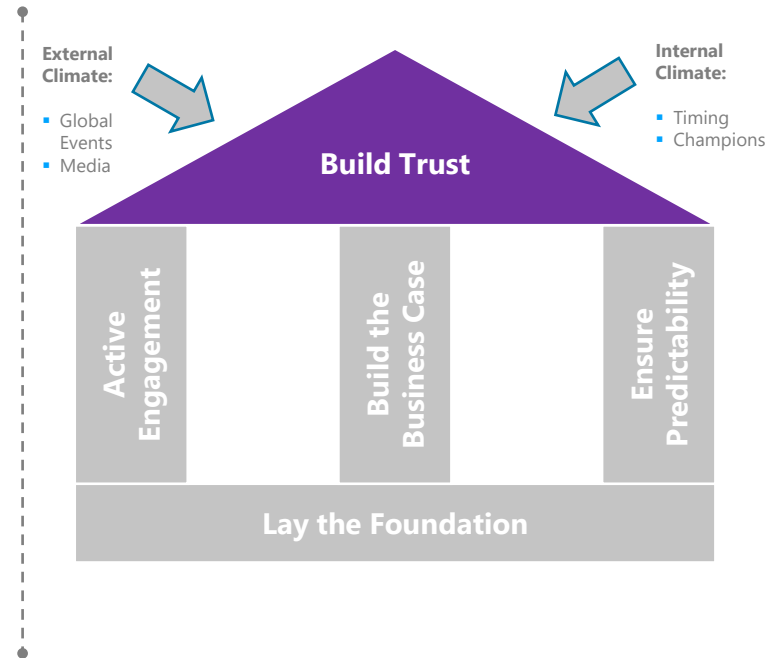 External
Climate:
▪ Global
Events
▪ Media
Internal
Climate:
▪ Timing
▪ Champions
Build Trust
Active
Engagement
Build the
Business Case
Ensure
Predictability
Lay the Foundation